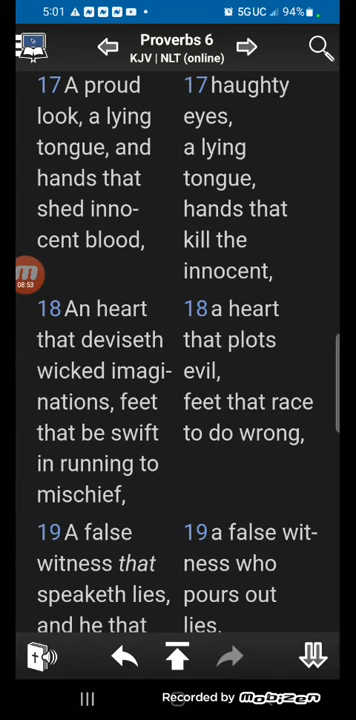 5:01
5GUC 94%
Proverbs 6
KJV | NLT (online)
17 A proud
look, a lying
tongue, and
hands that
shed inno-
cent blood,
18 An heart
that deviseth
wicked imagi-
nations, feet
that be swift
in running to
mischief,
19 A false
witness that
speaketh lies,
and he that
17 haughty
eyes,
a lying
tongue,
hands that
kill the
innocent,
18 a heart
that plots
evil,
feet that race
to do wrong,
19 a false wit-
ness who
pours out
lies,
08:53
Recorded by Mobizen